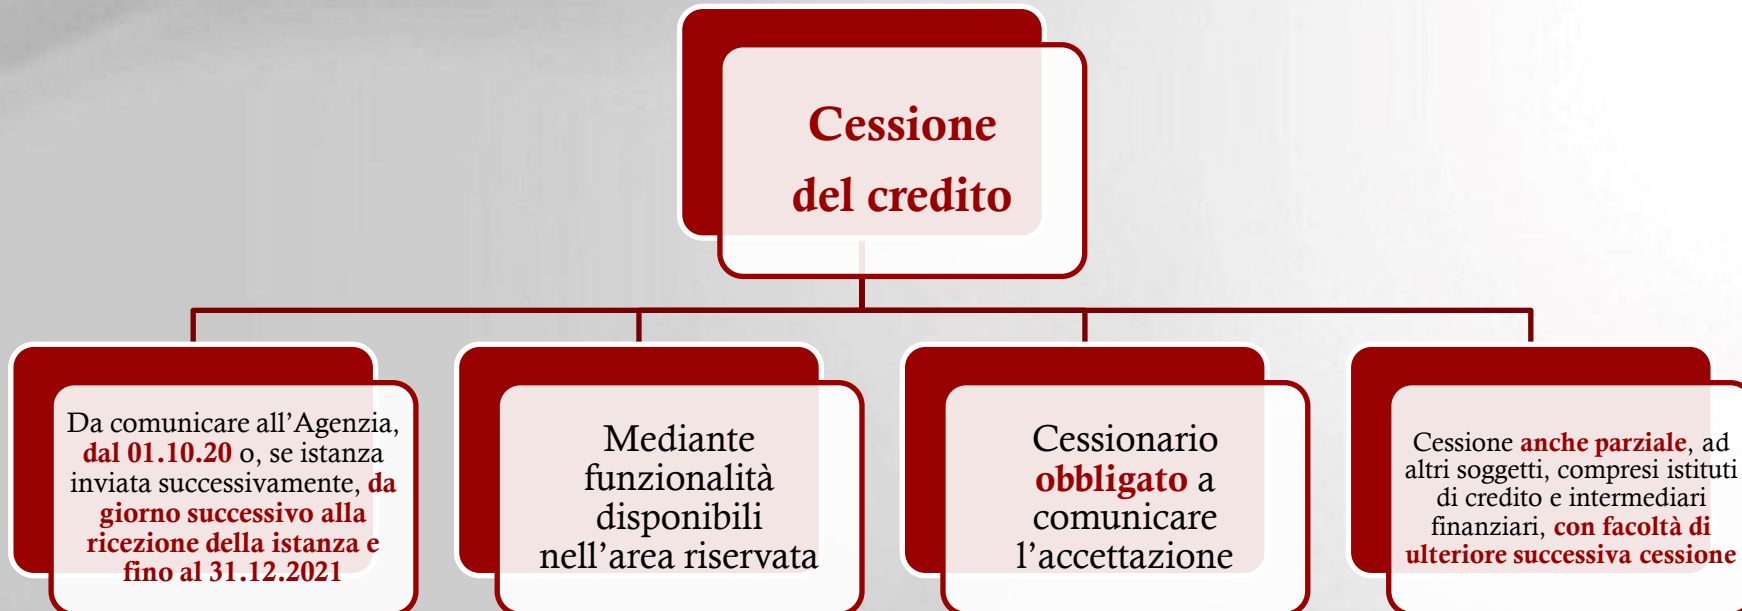 Cessione
del credito
Da comunicare all’Agenzia,
dal 01.10.20 o, se istanza
inviata successivamente, da
giorno successivo alla
ricezione della istanza e
fino al 31.12.2021
Mediante
funzionalità
disponibili
nell’area riservata
Cessionario
obbligato a
comunicare
l’accettazione
Cessione anche parziale, ad
altri soggetti, compresi istituti
di credito e intermediari
finanziari, con facoltà di
ulteriore successiva cessione